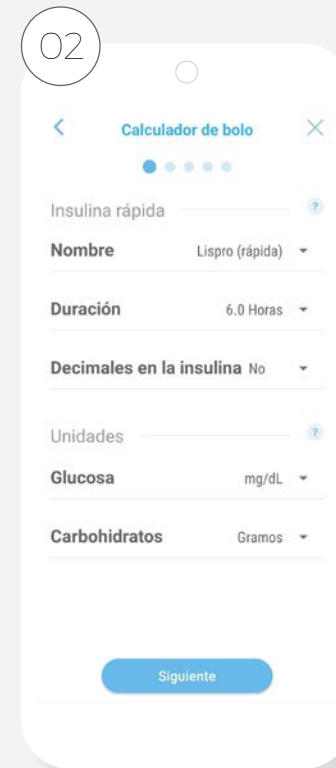 02
Calculador de bolo
Insulina rápida ?
Nombre Lispro (rápida)
Duración 6.0 Horas
Decimales en la insulina No
Unidades ?
Glucosa mg/dL
Carbohidratos Gramos
Siguiente